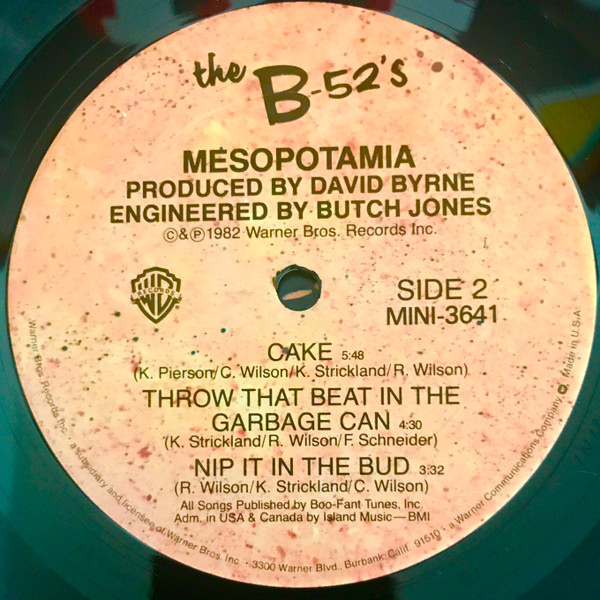 the B-52's
MESOPOTAMIA
PRODUCED BY DAVID BYRNE
ENGINEERED BY BUTCH JONES
©&Ⓟ1982 Warner Bros. Records Inc.
WB
RECORDS
SIDE 2
MINI-3641
CAKE 5:48
(K. Pierson/C. Wilson/K. Strickland/R. Wilson)
THROW THAT BEAT IN THE
GARBAGE CAN 4:30
(K. Strickland/R. Wilson/F. Schneider)
NIP IT IN THE BUD 3:32
(R. Wilson/K. Strickland/C. Wilson)
All Songs Published by Boo-Fant Tunes, Inc.
Adm. in USA & Canada by Island Music—BMI
Warner Bros. Records Inc., a subsidiary and licensee of Warner Bros. Inc. • 3300 Warner Blvd., Burbank, Calif. 91510 • a Warner Communications Company Made in U.S.A.